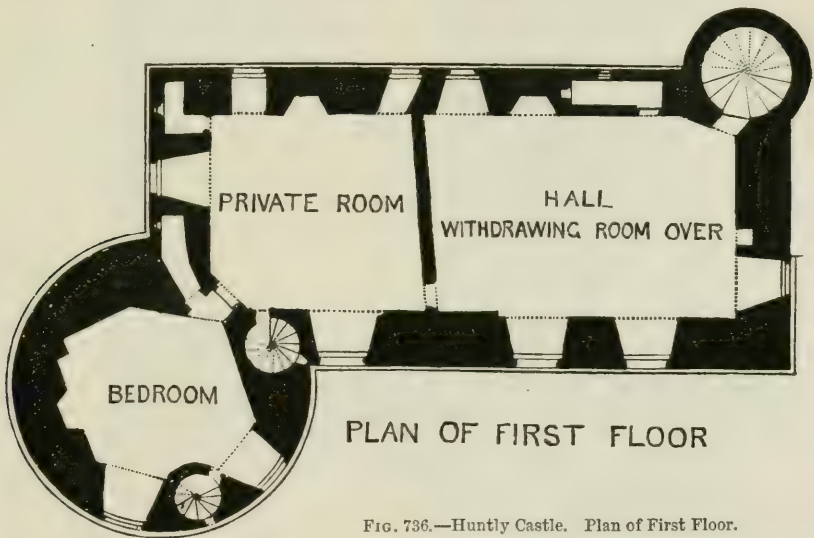 PRIVATE ROOM
HALL
WITHDRAWING ROOM OVER
BEDROOM
PLAN OF FIRST FLOOR
FIG. 736.—Huntly Castle. Plan of First Floor.